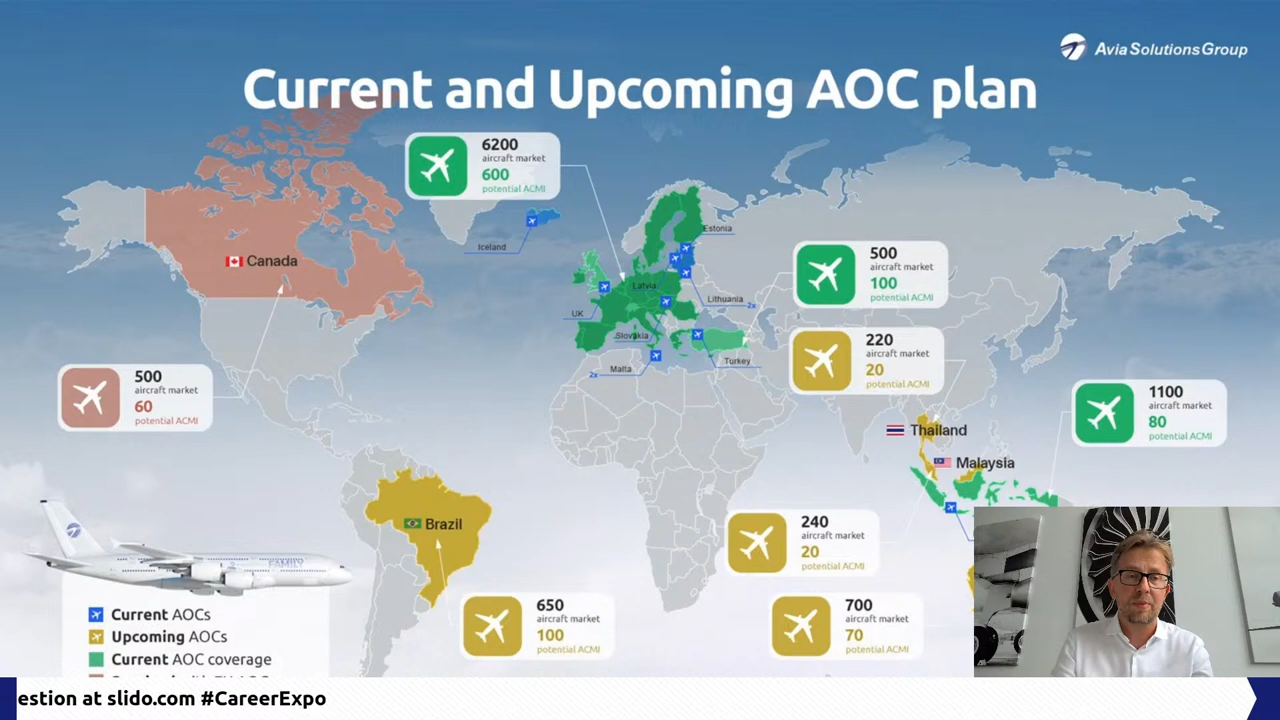 Avia Solutions Group
Current and Upcoming AOC plan
6200
aircraft market
600
potential ACMI
Iceland
Estonia
Canada
Latvia
Lithuania
2x
UK
Slovakia
Malta
2x
Turkey
500
aircraft market
100
potential ACMI
220
aircraft market
20
potential ACMI
500
aircraft market
60
potential ACMI
1100
aircraft market
80
potential ACMI
Thailand
Malaysia
Brazil
240
aircraft market
20
potential ACMI
650
aircraft market
100
potential ACMI
700
aircraft market
70
potential ACMI
FAMILY
Current AOCs
Upcoming AOCs
Current AOC coverage
estion at slido.com #CareerExpo